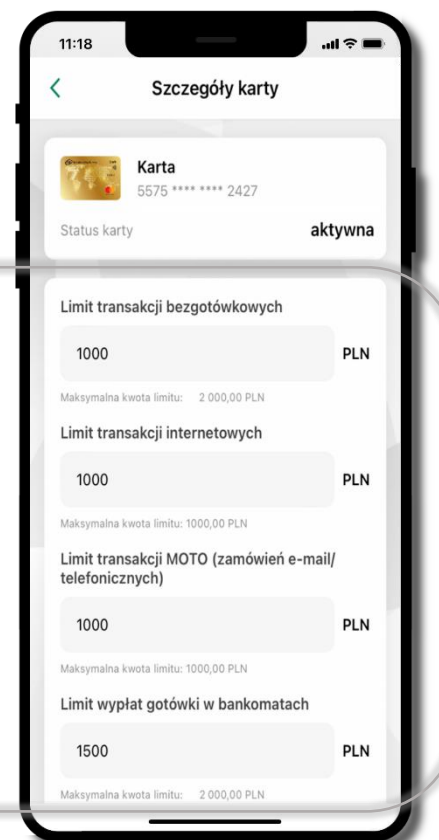 11:18
Szczegóły karty
Karta
5575 **** **** 2427
Status karty aktywna
Limit transakcji bezgotówkowych
1000 PLN
Maksymalna kwota limitu: 2 000,00 PLN
Limit transakcji internetowych
1000 PLN
Maksymalna kwota limitu: 1000,00 PLN
Limit transakcji MOTO (zamówień e-mail/
telefonicznych)
1000 PLN
Maksymalna kwota limitu: 1000,00 PLN
Limit wypłat gotówki w bankomatach
1500 PLN
Maksymalna kwota limitu: 2 000,00 PLN